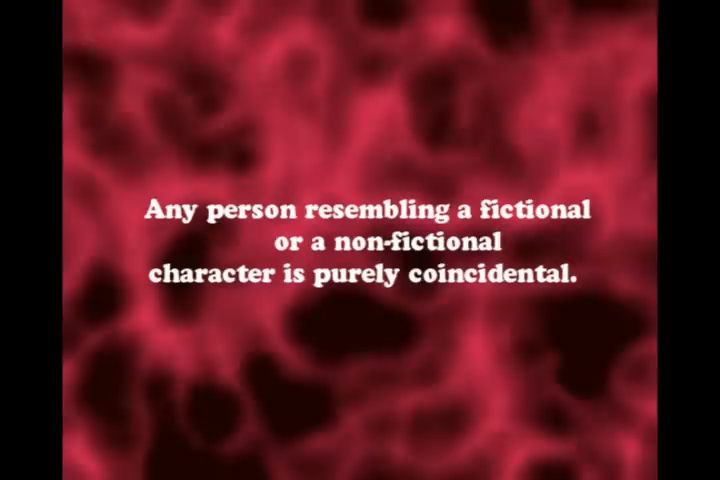 Any person resembling a fictional
or a non-fictional
character is purely coincidental.